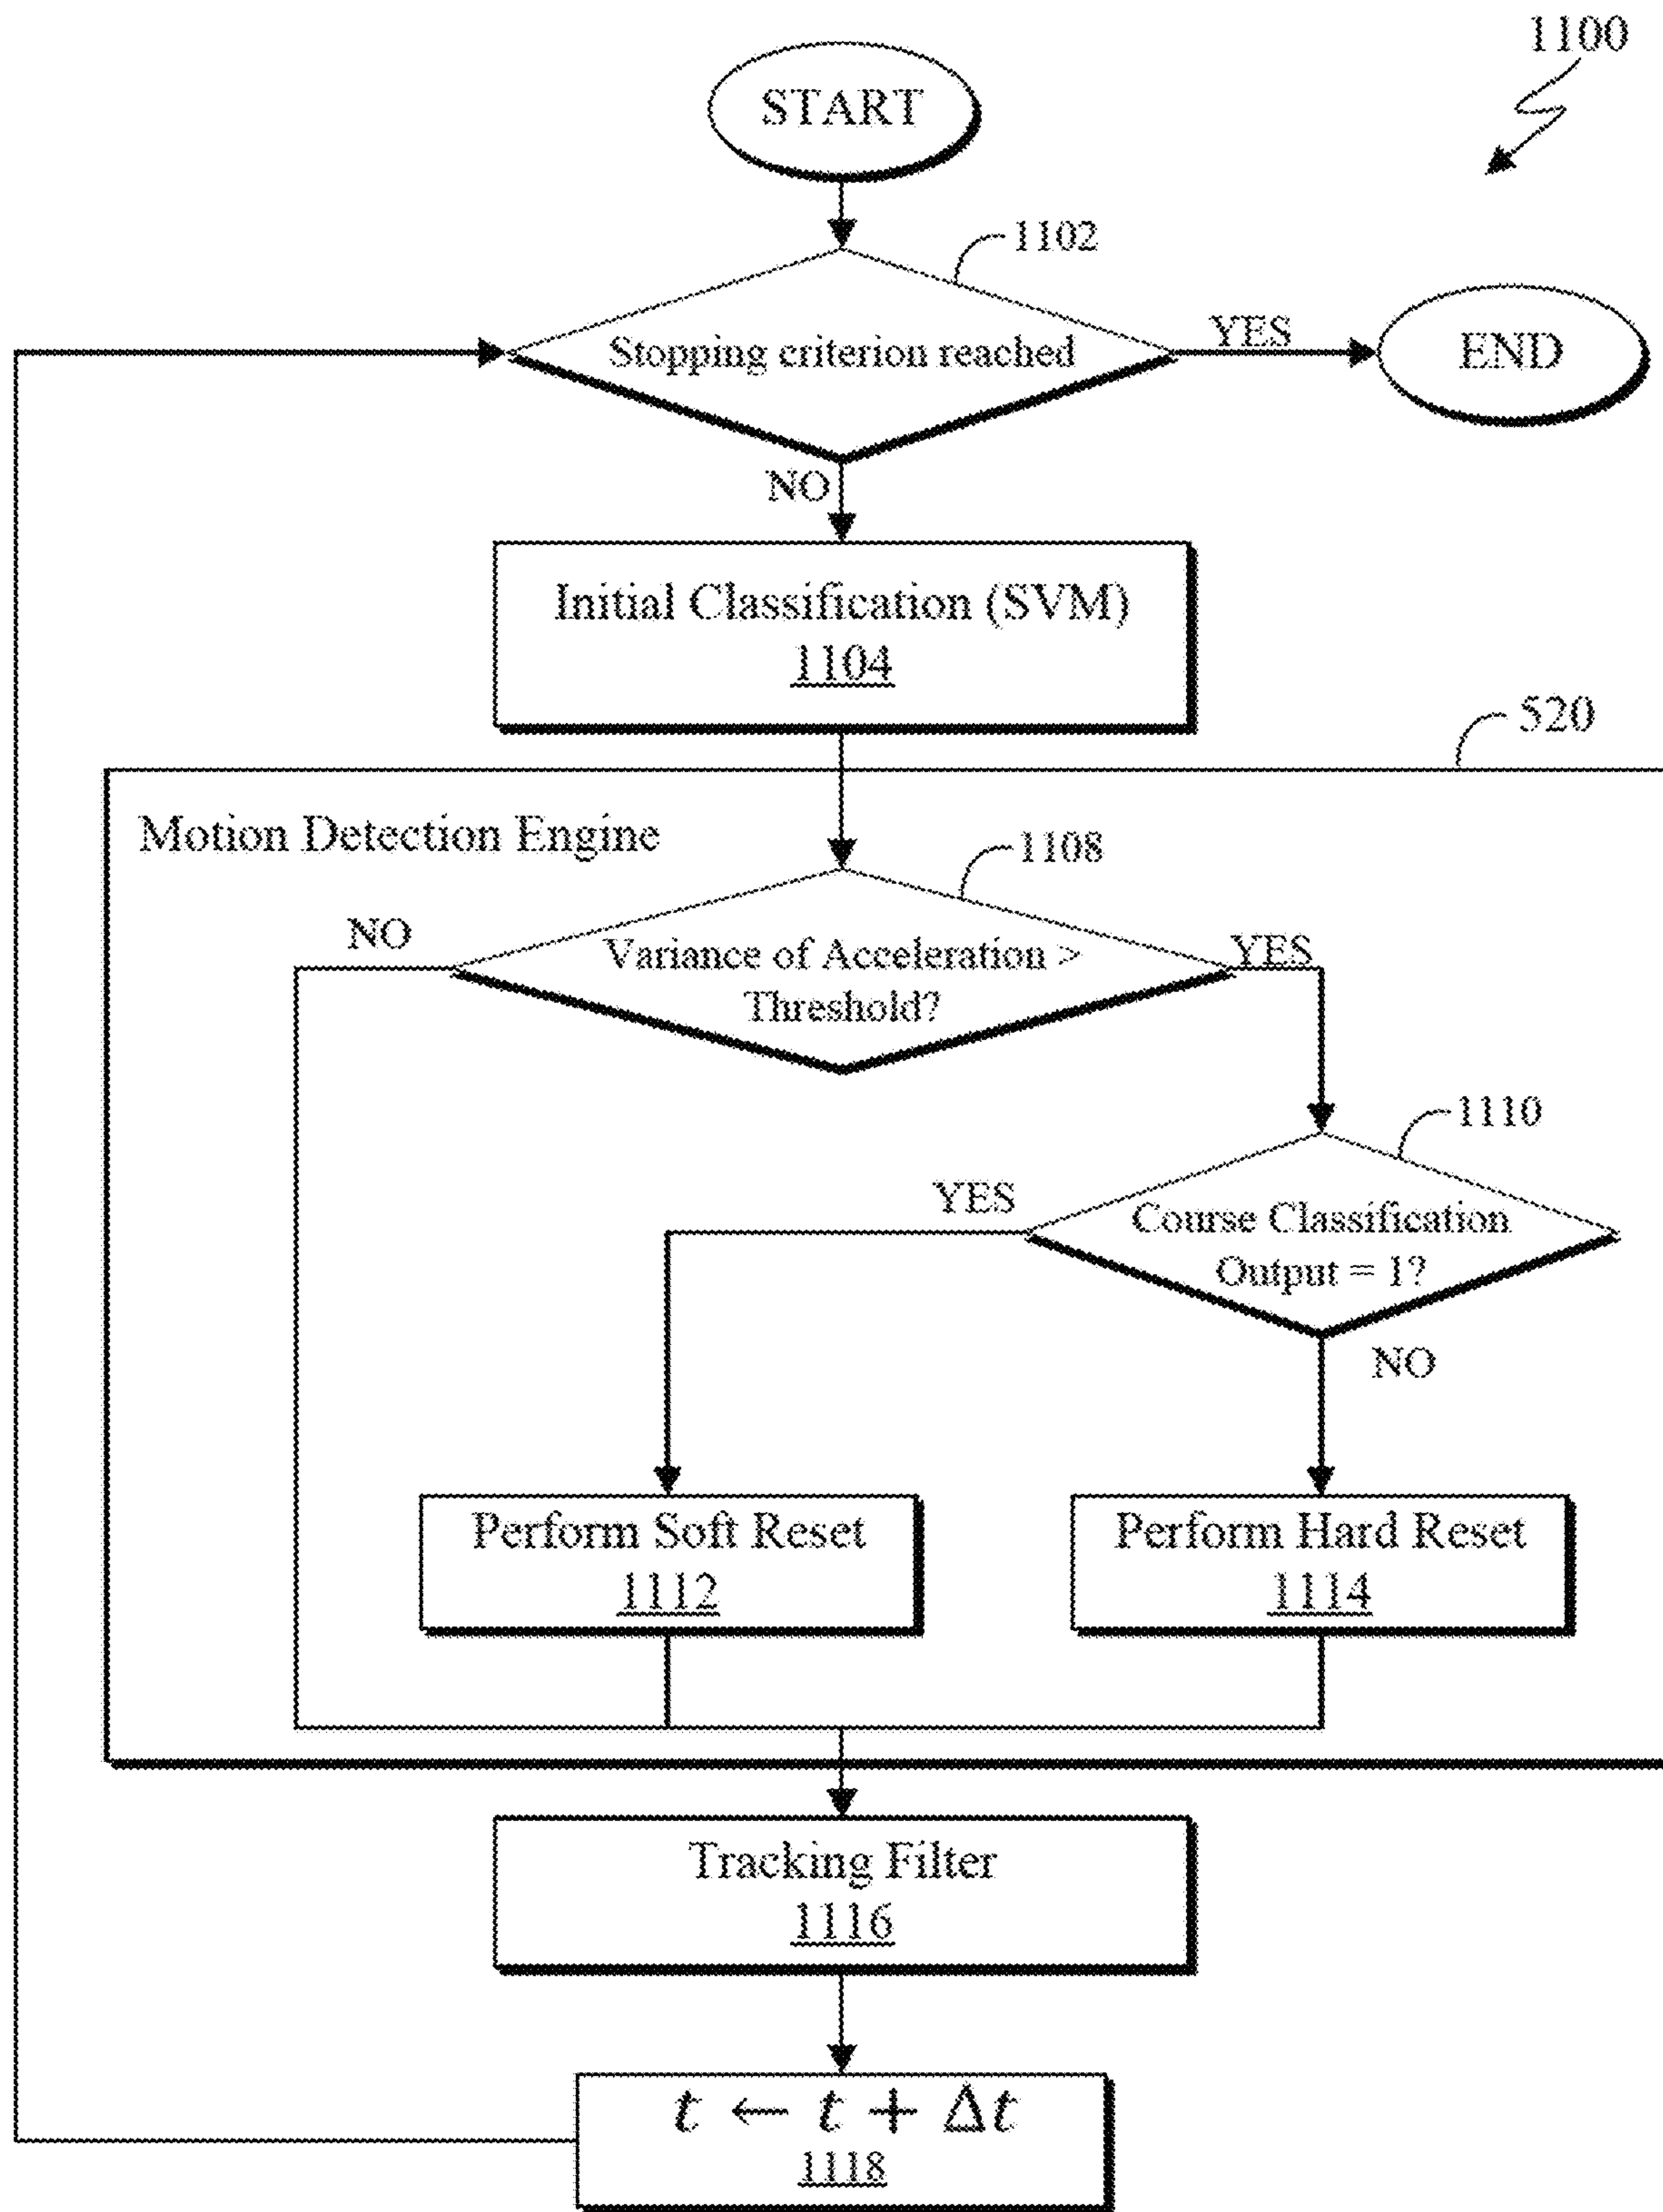 1100
START
1102
Stopping criterion reached
YES
END
NO
Initial Classification (SVM)
1104
520
Motion Detection Engine
1108
NO
Variance of Acceleration >
Threshold?
YES
1110
YES
Course Classification
Output = 1?
NO
Perform Soft Reset
1112
Perform Hard Reset
1114
Tracking Filter
1116
t ← t + Δt
1118